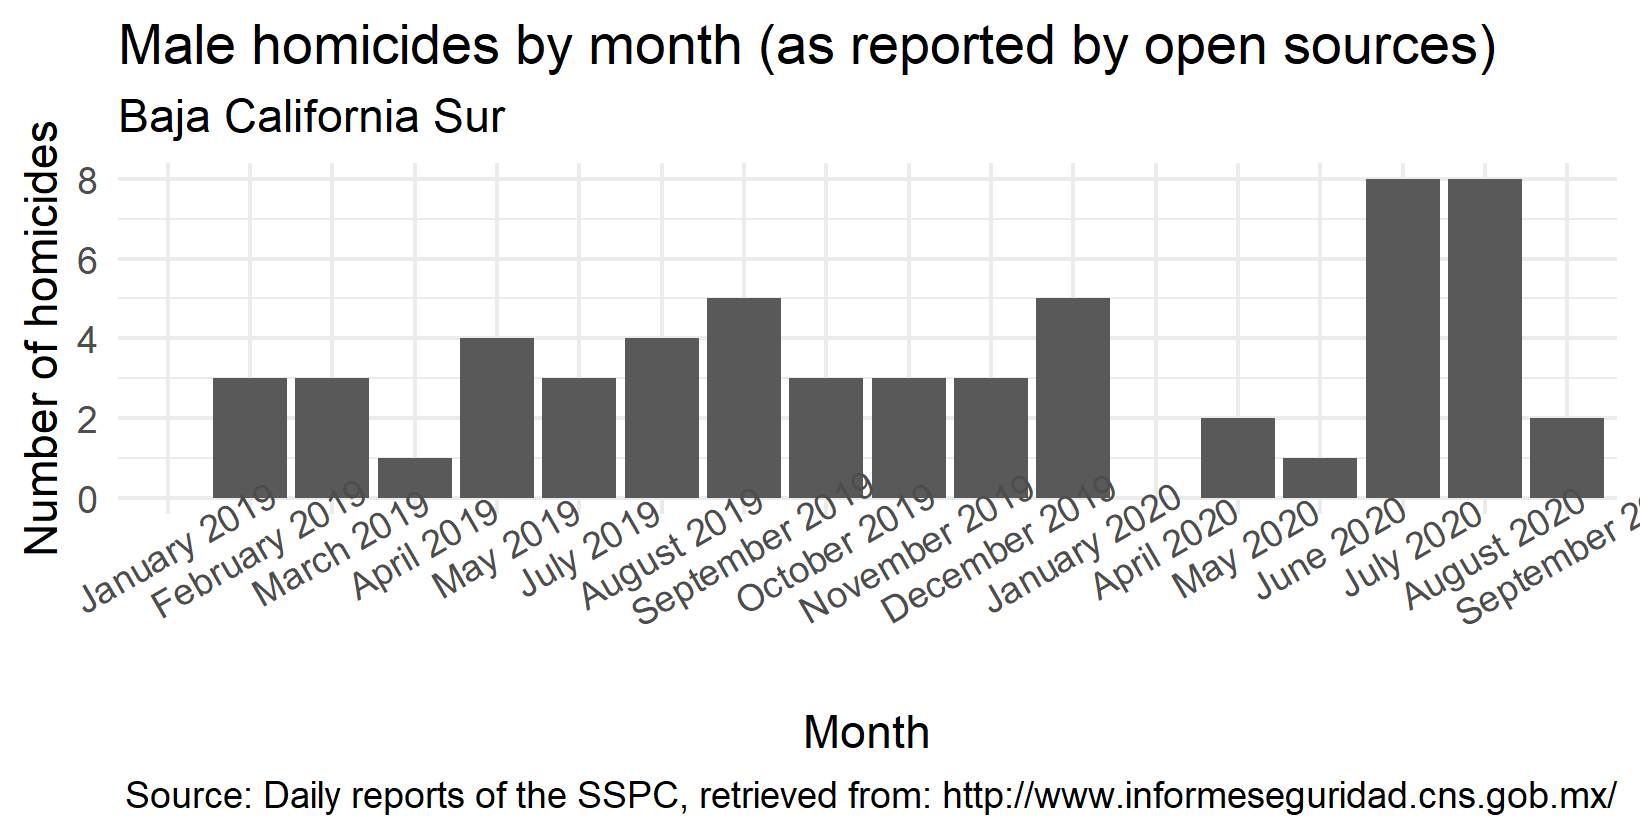 Male homicides by month (as reported by open sources)
Baja California Sur
Number of homicides
8
6
4
2
0
January 2019
February 2019
March 2019
April 2019
May 2019
July 2019
August 2019
September 2019
October 2019
November 2019
December 2019
January 2020
April 2020
May 2020
June 2020
July 2020
August 2020
September 20
Month
Source: Daily reports of the SSPC, retrieved from: http://www.informeseguridad.cns.gob.mx/